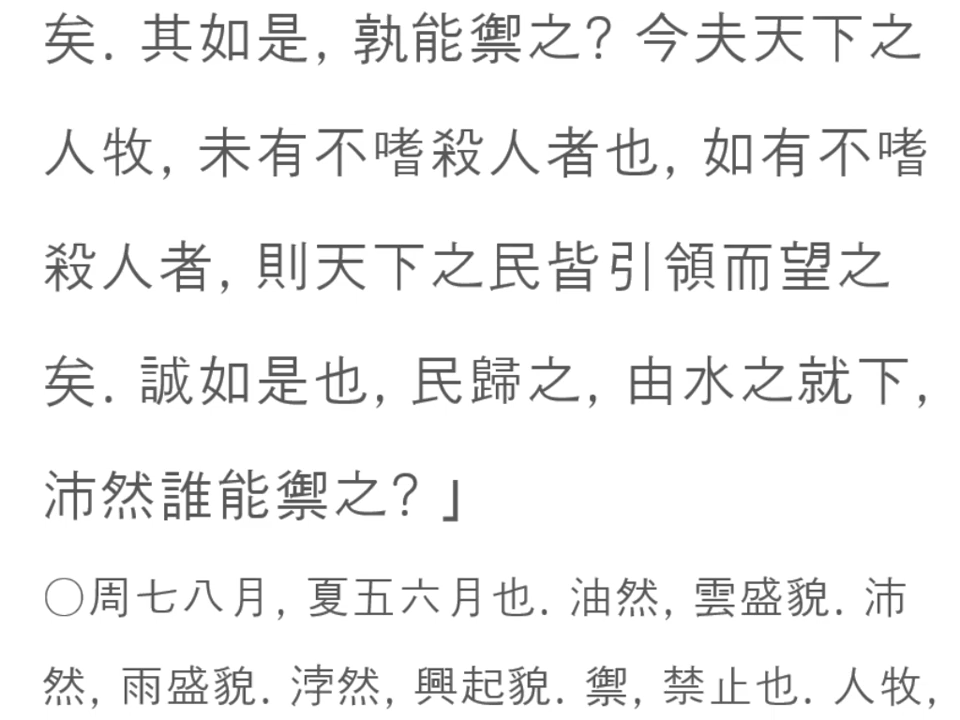 矣. 其如是, 孰能禦之? 今夫天下之
人牧, 未有不嗜殺人者也, 如有不嗜
殺人者, 則天下之民皆引領而望之
矣. 誠如是也, 民歸之, 由水之就下,
沛然誰能禦之?」
○周七八月, 夏五六月也. 油然, 雲盛貌. 沛
然, 雨盛貌. 浡然, 興起貌. 禦, 禁止也. 人牧,